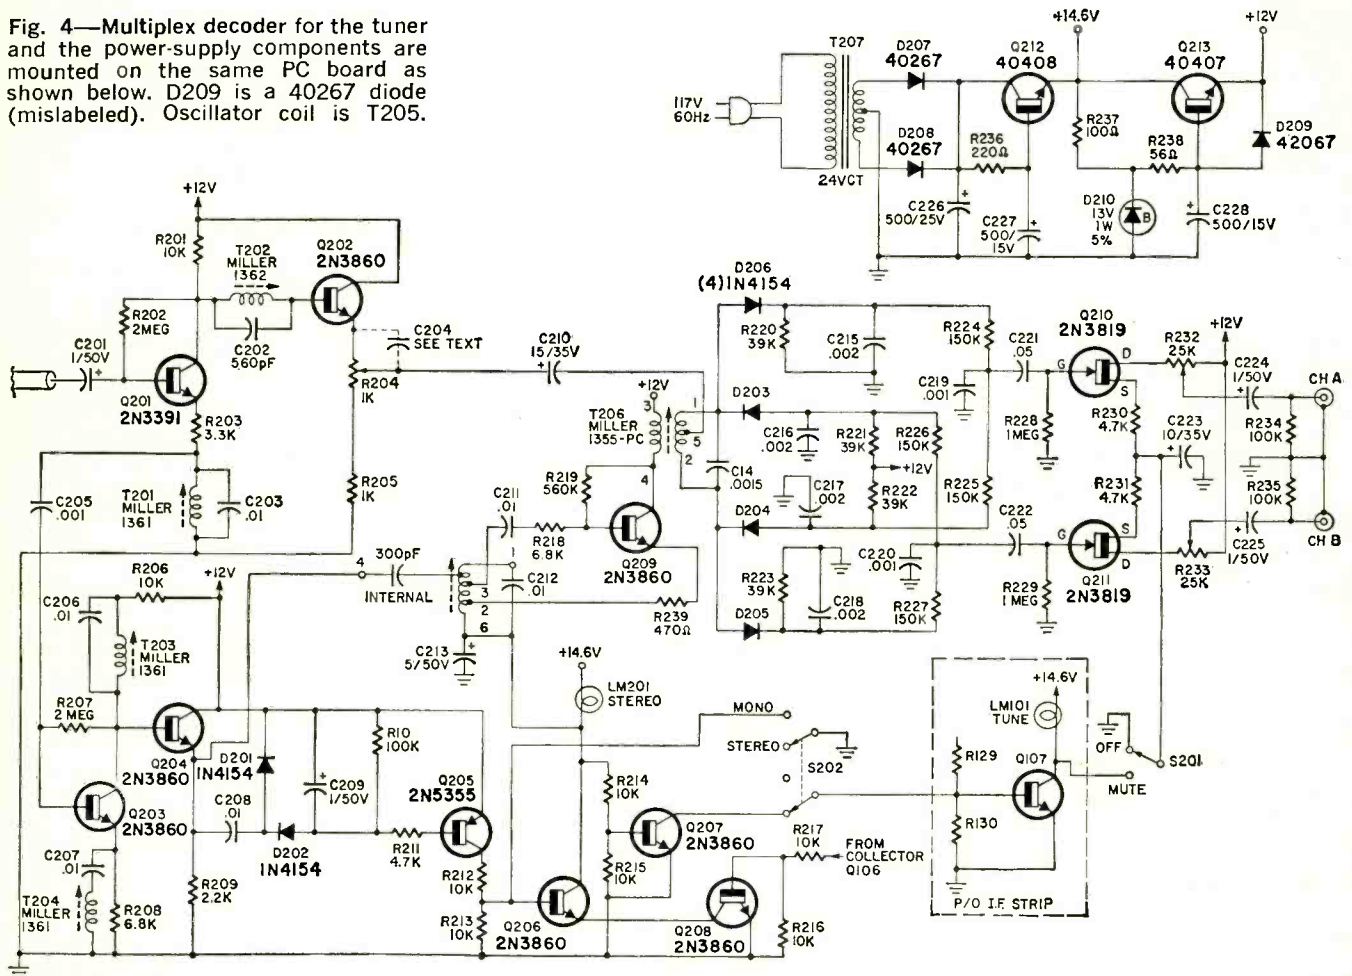 Fig. 4—Multiplex decoder for the tuner
and the power-supply components are
mounted on the same PC board as
shown below. D209 is a 40267 diode
(mislabeled). Oscillator coil is T205.
+14.6V
+12V
T207
D207
40267
Q212
40408
Q213
40407
117V
60Hz
R237
100Ω
D209
42067
D208
40267
R236
220Ω
R238
56Ω
24VCT
C226
500/25V
C227
500/
15V
D210
13V
1W
5%
B
C228
500/15V
+12V
R201
10K
T202
MILLER
1362
Q202
2N3860
D206
(4)1N4154
R202
2MEG
C202
560pF
C204
SEE TEXT
C210
15/35V
R220
39K
C215
.002
R224
150K
C221
.05
Q210
2N3819
R232
25K
+12V
C224
1/50V
CH A
C201
1/50V
Q201
2N3391
R204
1K
+12V
3
1
T206
MILLER
1355-PC
5
2
4
D203
C219
.001
G
D
S
R203
3.3K
C216
.002
R221
39K
R226
150K
R228
1MEG
R230
4.7K
C223
10/35V
R234
100K
C14
.0015
+12V
C205
.001
T201
MILLER
1361
C203
.01
R205
1K
C211
.01
R219
560K
C217
.002
R222
39K
R225
150K
R231
4.7K
R235
100K
D204
C222
.05
G
S
D
C225
1/50V
CH B
R218
6.8K
Q209
2N3860
C220
.001
Q211
2N3819
R233
25K
4
300pF
INTERNAL
3
2
6
C212
.01
R206
10K
+12V
C206
.01
R239
470Ω
R223
39K
C218
.002
R227
150K
R229
1MEG
D205
T203
MILLER
1361
C213
5/50V
+14.6V
LM201
STEREO
MONO
STEREO
S202
+14.6V
LM101
TUNE
OFF
S201
MUTE
R207
2 MEG
Q204
2N3860
D201
1N4154
R10
100K
C209
1/50V
Q205
2N5355
R214
10K
R129
Q107
Q203
2N3860
C208
.01
D202
1N4154
R211
4.7K
Q207
2N3860
R217
10K
FROM
COLLECTOR
Q106
R130
C207
.01
R212
10K
R215
10K
T204
MILLER
1361
R208
6.8K
R209
2.2K
R213
10K
Q206
2N3860
Q208
2N3860
R216
10K
P/O I.F. STRIP